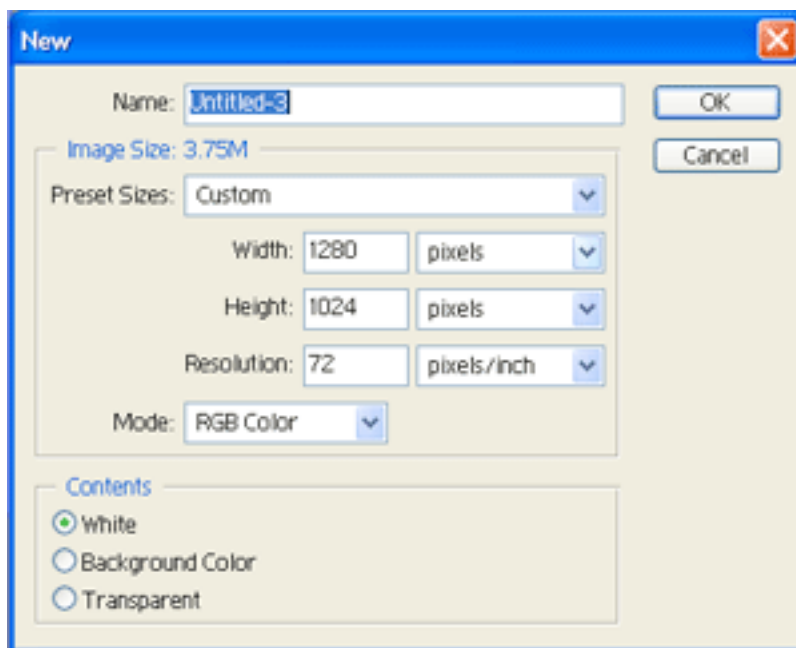 New
Name: Untitled-3
OK
Image Size: 3.75M
Cancel
Preset Sizes: Custom
Width: 1280 pixels
Height: 1024 pixels
Resolution: 72 pixels/inch
Mode: RGB Color
Contents
White
Background Color
Transparent